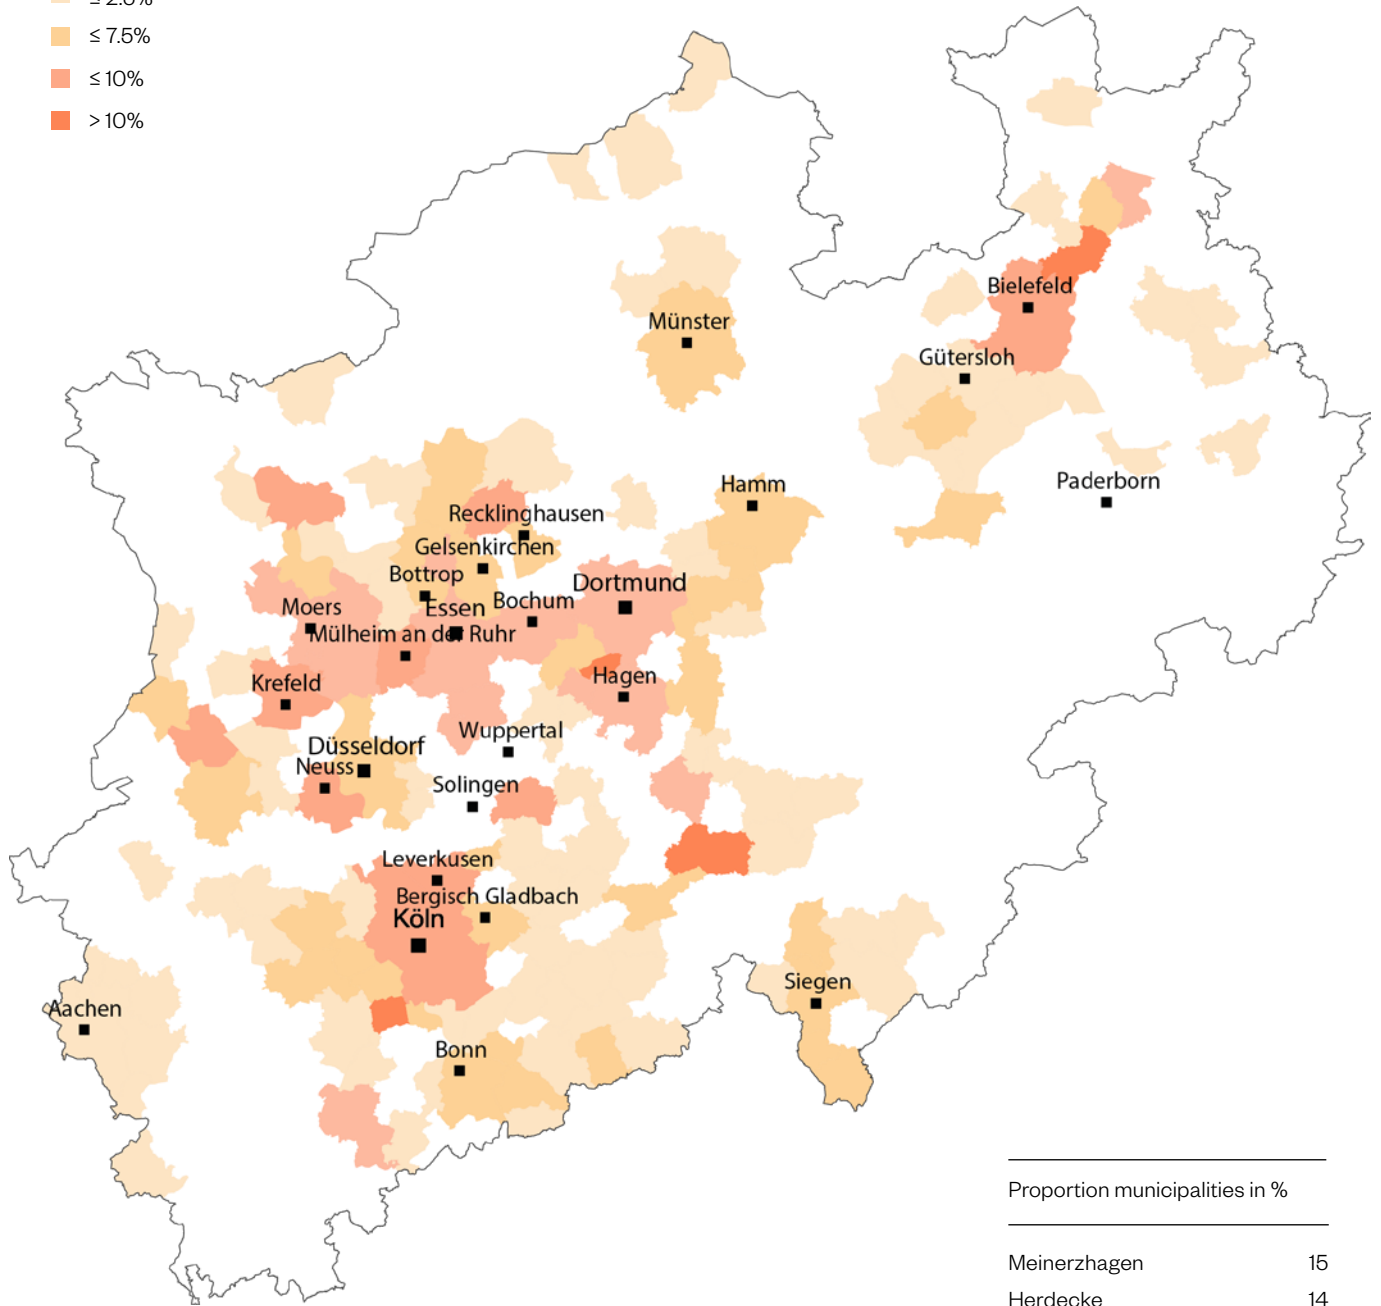 ≤ 7.5%
≤ 10%
> 10%
Bielefeld
Münster
Gütersloh
Hamm
Paderborn
Recklinghausen
Gelsenkirchen
Bottrop
Dortmund
Moers
Essen
Bochum
Mülheim an der Ruhr
Hagen
Krefeld
Wuppertal
Düsseldorf
Neuss
Solingen
Leverkusen
Bergisch Gladbach
Köln
Siegen
Aachen
Bonn
Proportion municipalities in %
Meinerzhagen 15
Herdecke 14